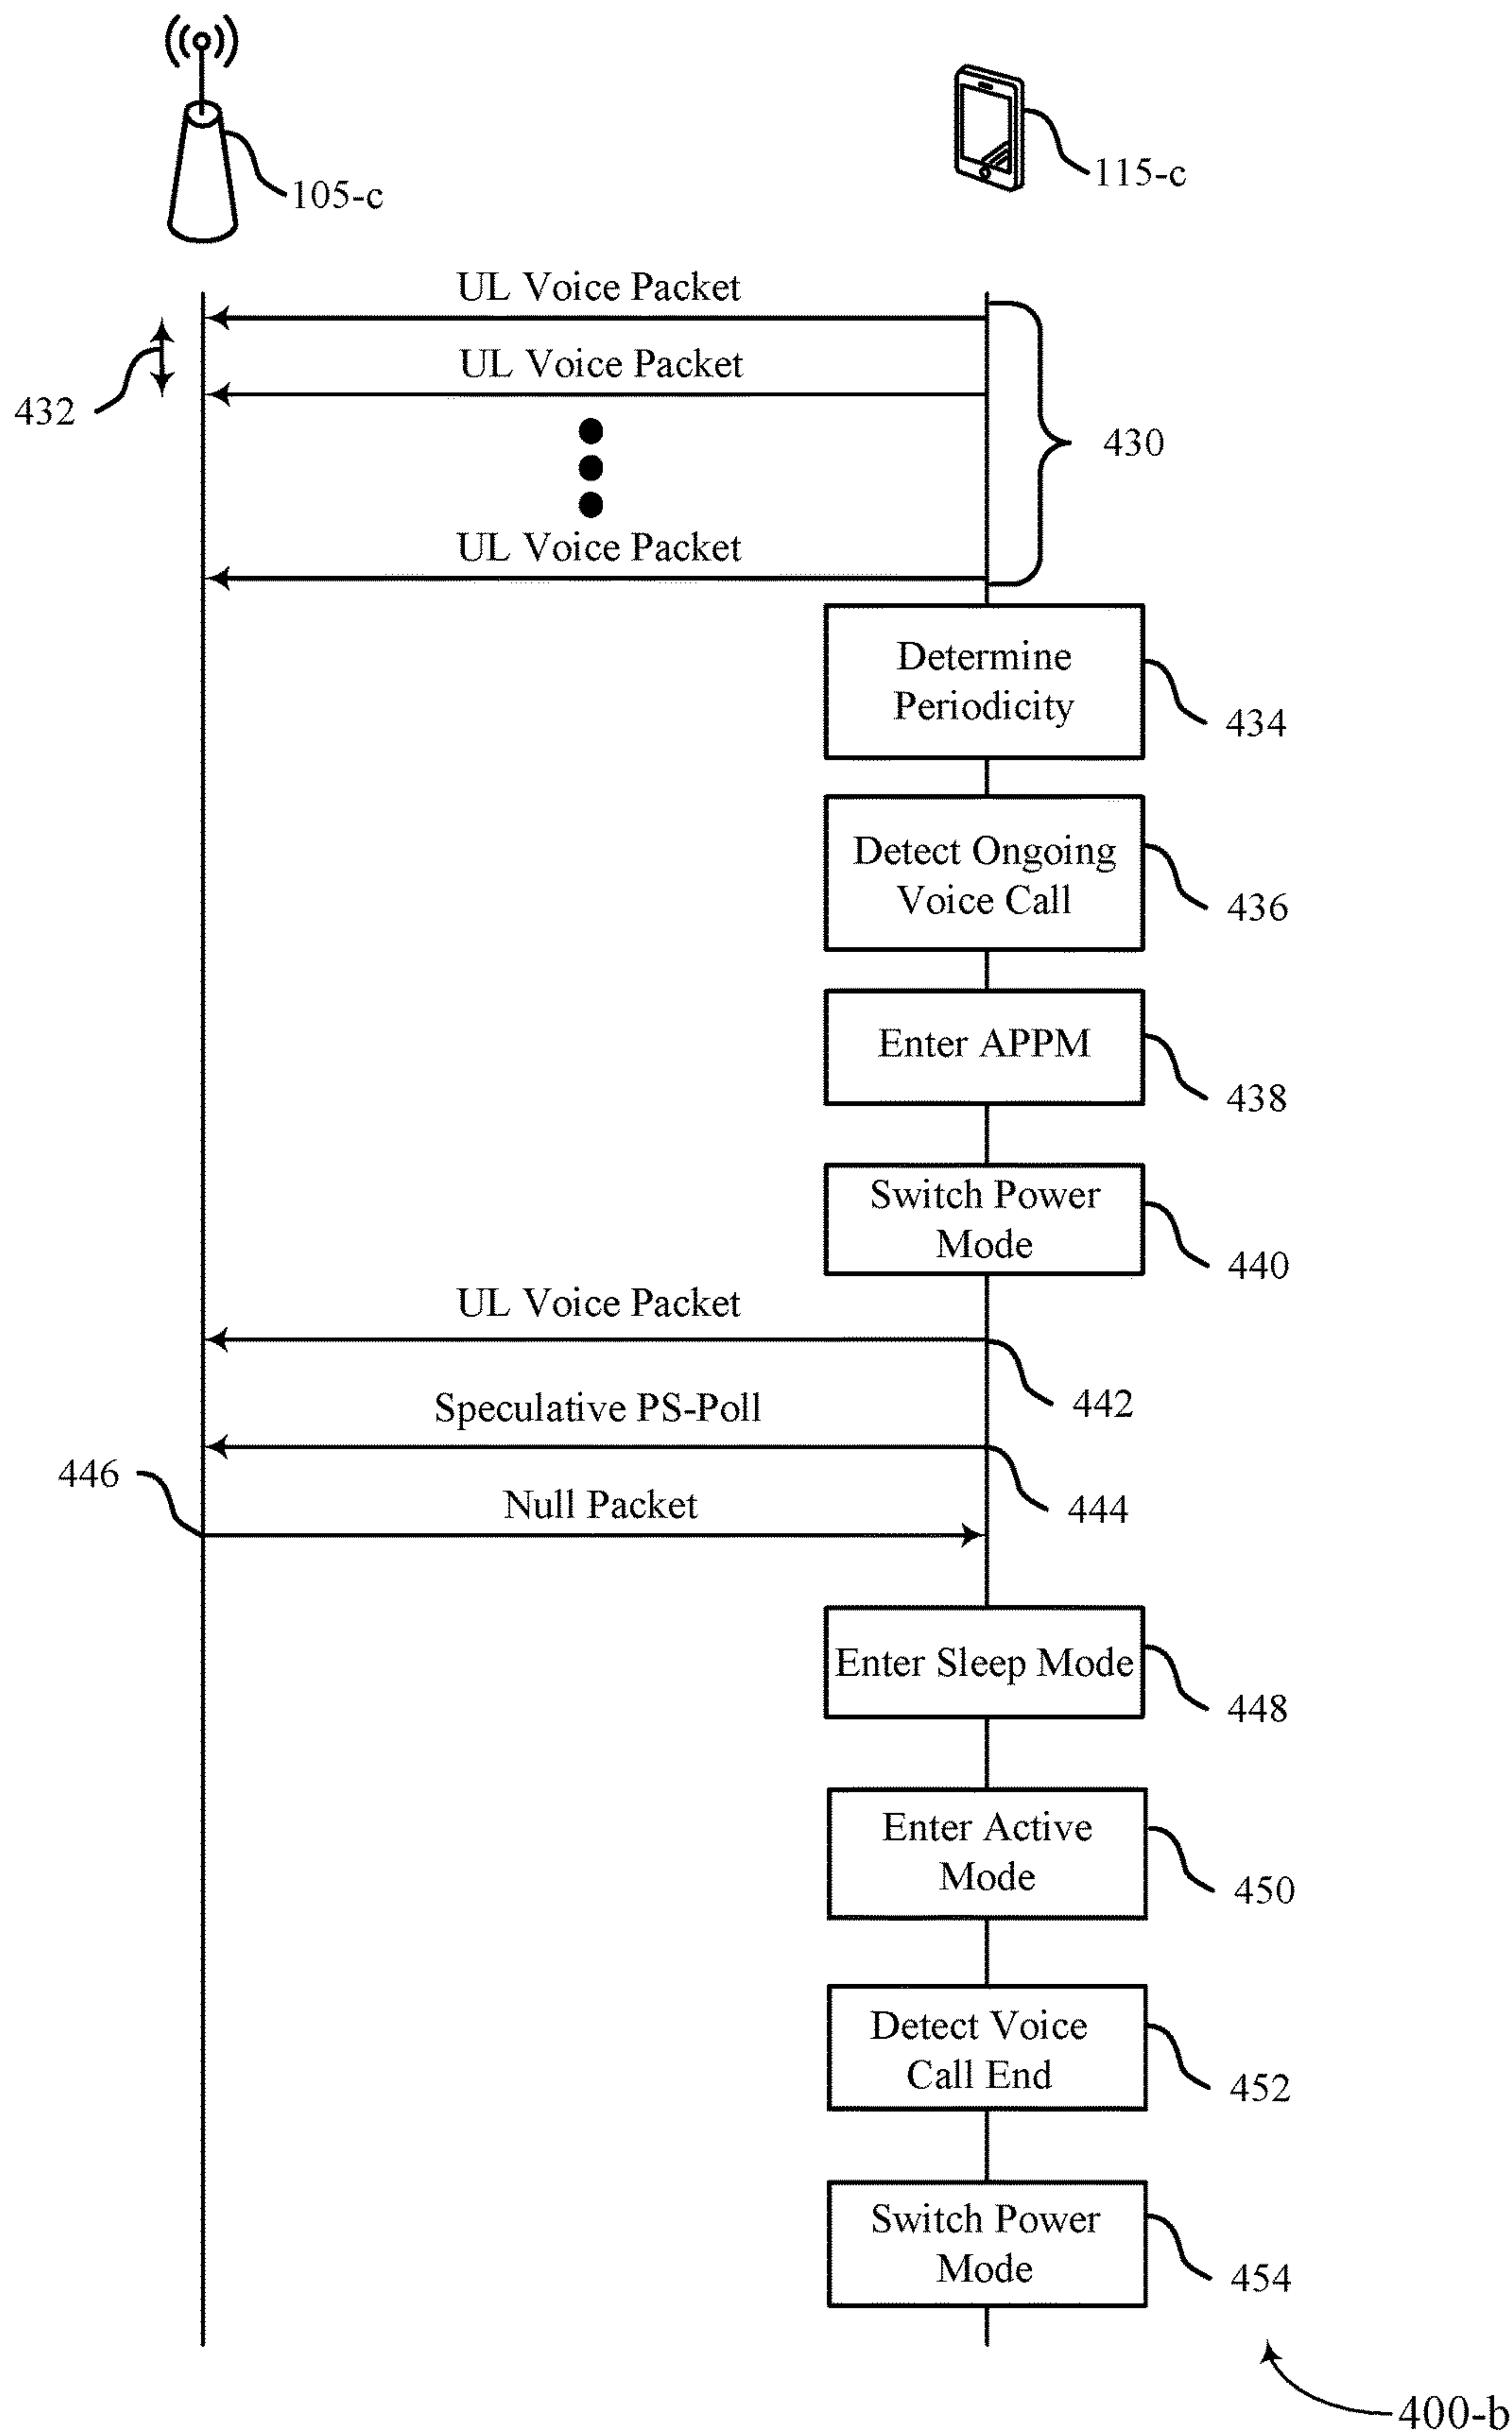 105-c
115-c
UL Voice Packet
UL Voice Packet
432
430
UL Voice Packet
Determine
Periodicity
434
Detect Ongoing
Voice Call
436
Enter APPM
438
Switch Power
Mode
440
UL Voice Packet
442
Speculative PS-Poll
446
444
Null Packet
Enter Sleep Mode
448
Enter Active
Mode
450
Detect Voice
Call End
452
Switch Power
Mode
454
400-b